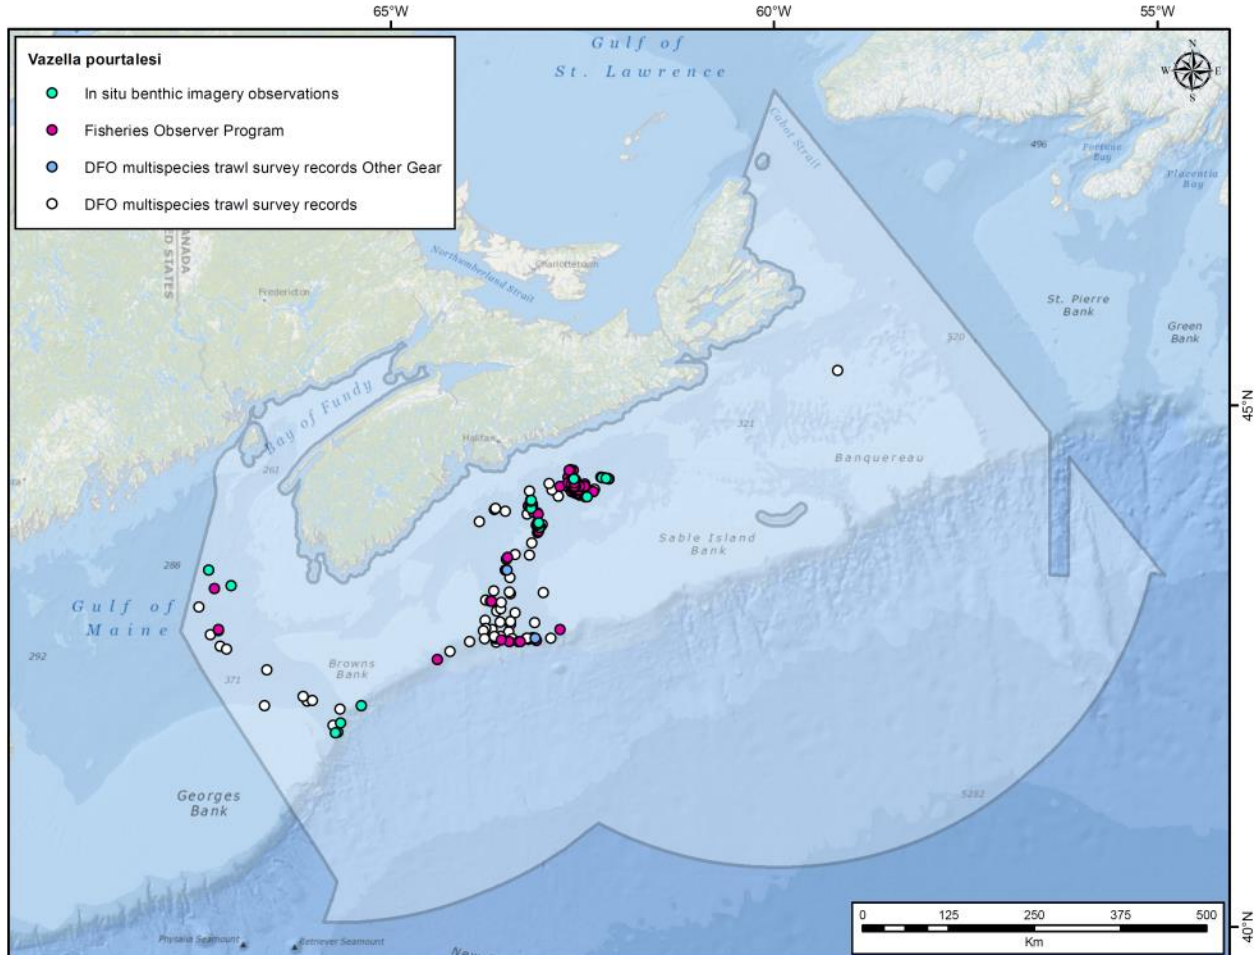 65°W
60°W
55°W
Gulf of
St. Lawrence
N
W
E
S
Vazella pourtalesi
In situ benthic imagery observations
Fisheries Observer Program
DFO multispecies trawl survey records Other Gear
DFO multispecies trawl survey records
Cabot Strait
496
Fortune
Bay
Placentia
Bay
CANADA
Northumberland Strait
Charlottetown
Fredericton
St. Pierre
Bank
Green
Bank
520
45°N
Bay of Fundy
Halifax
321
261
Banquereau
Sable Island
Bank
288
Gulf of
Maine
292
Browns
Bank
371
Georges
Bank
5282
Physalia Seamount
Retriever Seamount
0
125
250
375
500
Km
40°N